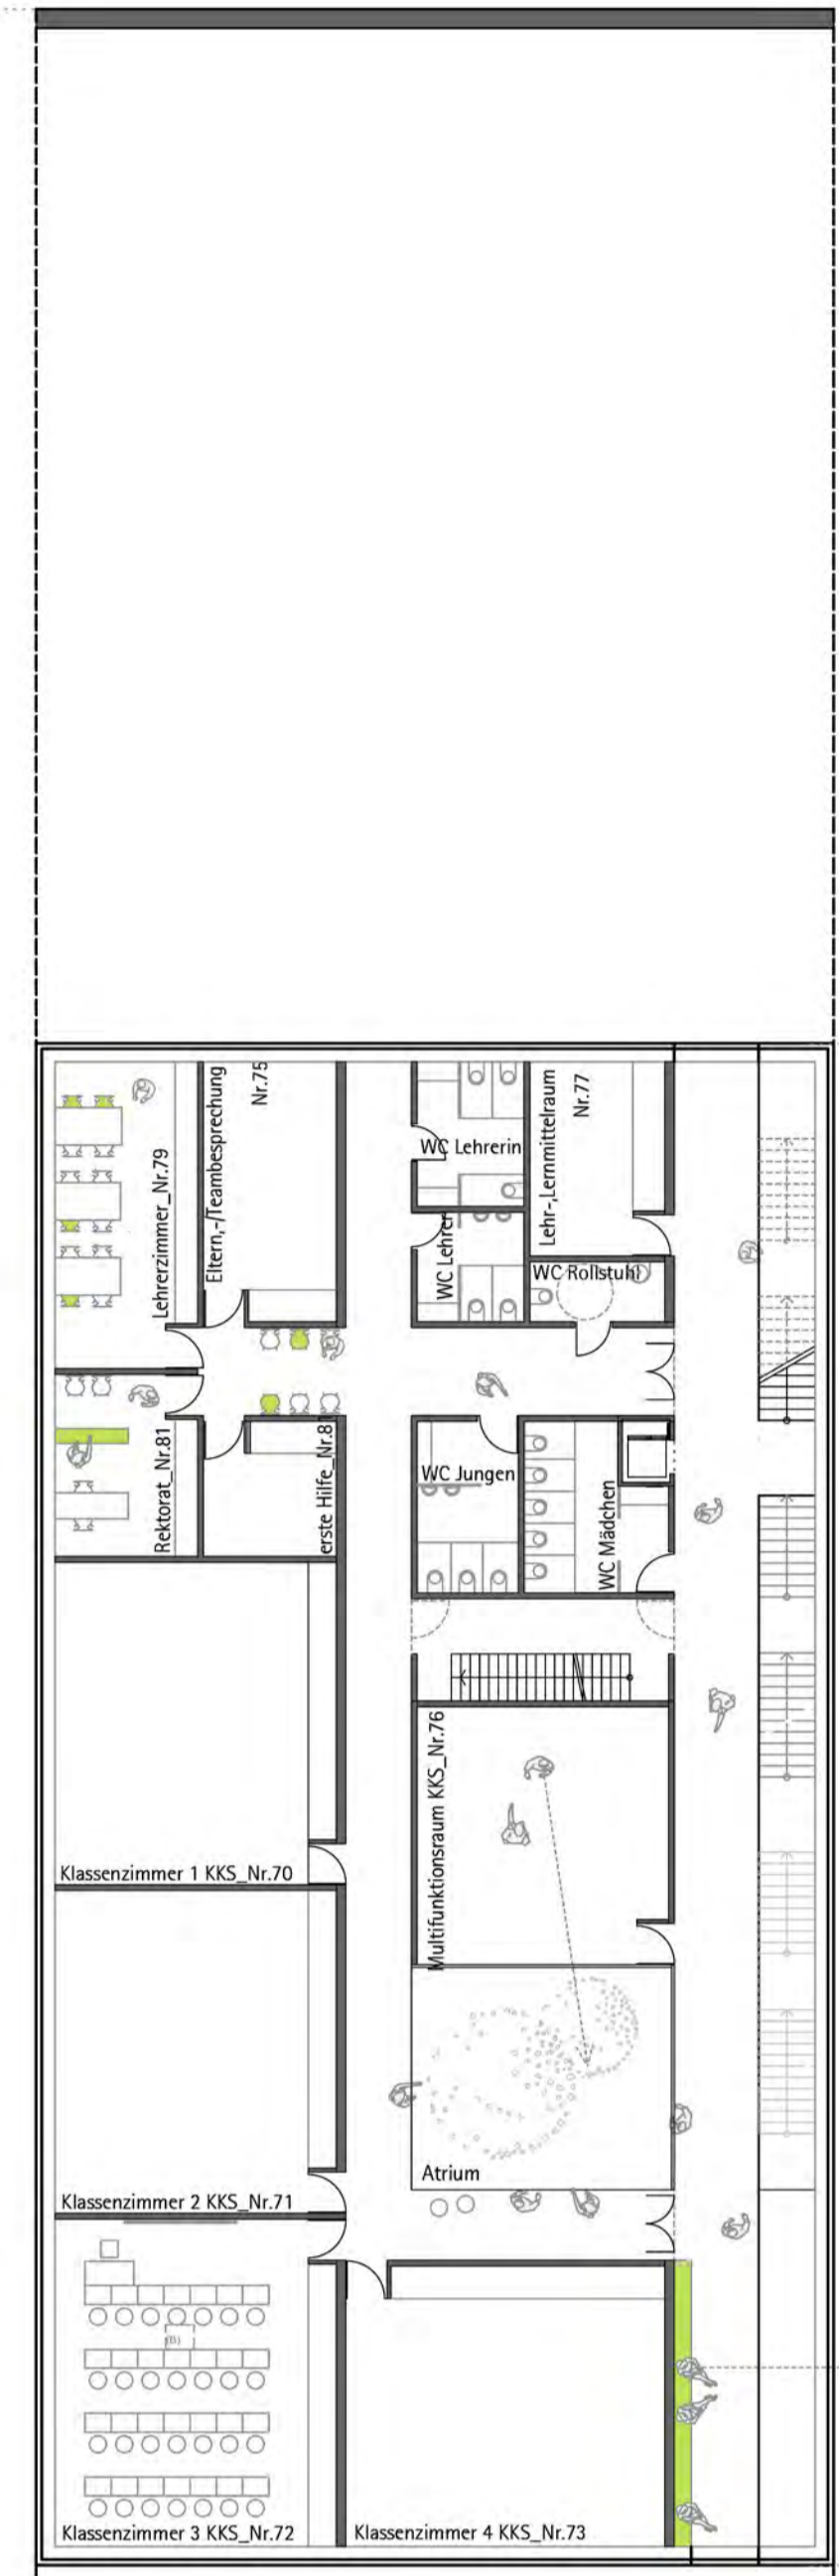 Lehrerzimmer_Nr.79
Eltern,-/Teambesprechung
Nr.75
WC Lehrerin
Lehr-,Lernmittelraum
Nr.77
WC Lehrer
WC Rollstuhl
Rektorat_Nr.81
erste Hilfe_Nr.81
WC Jungen
WC Mädchen
Klassenzimmer 1 KKS_Nr.70
Multifunktionsraum KKS_Nr.76
Klassenzimmer 2 KKS_Nr.71
Atrium
(B)
Klassenzimmer 3 KKS_Nr.72
Klassenzimmer 4 KKS_Nr.73